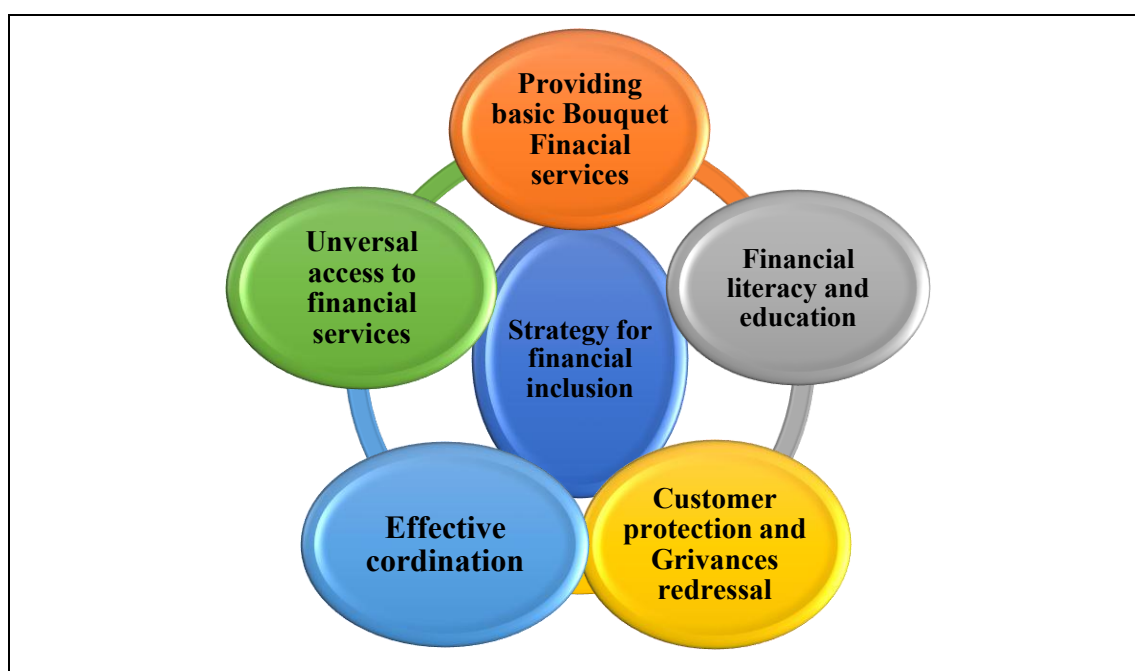 Providing
basic Bouquet
Finacial
services
Unversal
access to
financial
services
Financial
literacy and
education
Strategy for
financial
inclusion
Effective
cordination
Customer
protection and
Grivances
redressal